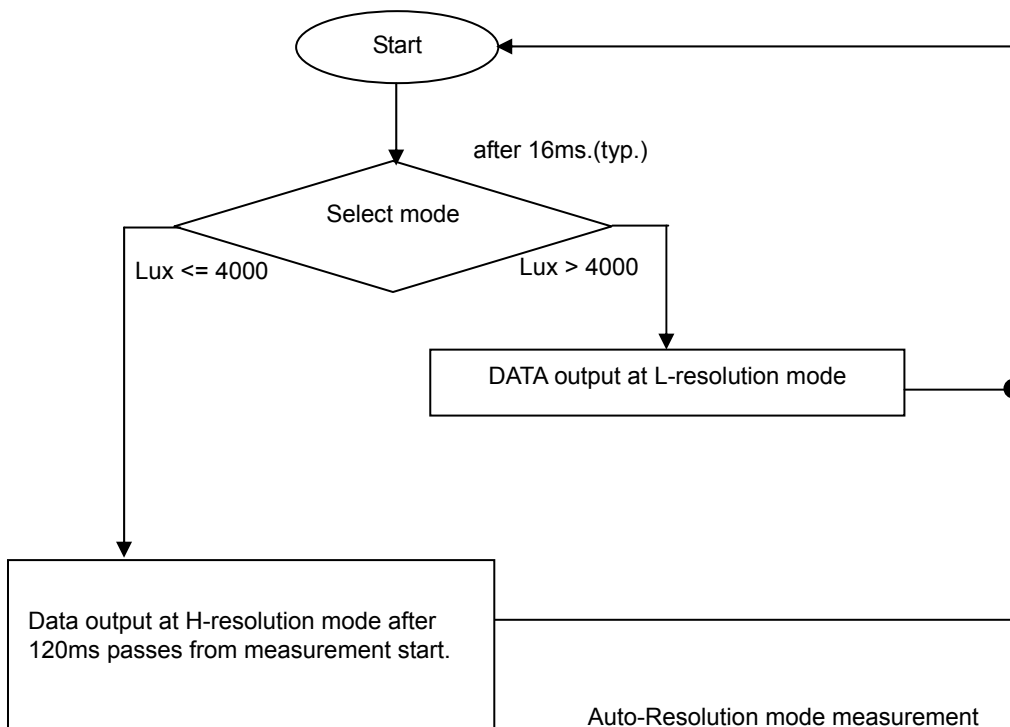 Start
after 16ms.(typ.)
Select mode
Lux <= 4000
Lux > 4000
DATA output at L-resolution mode
Data output at H-resolution mode after
120ms passes from measurement start.
Auto-Resolution mode measurement